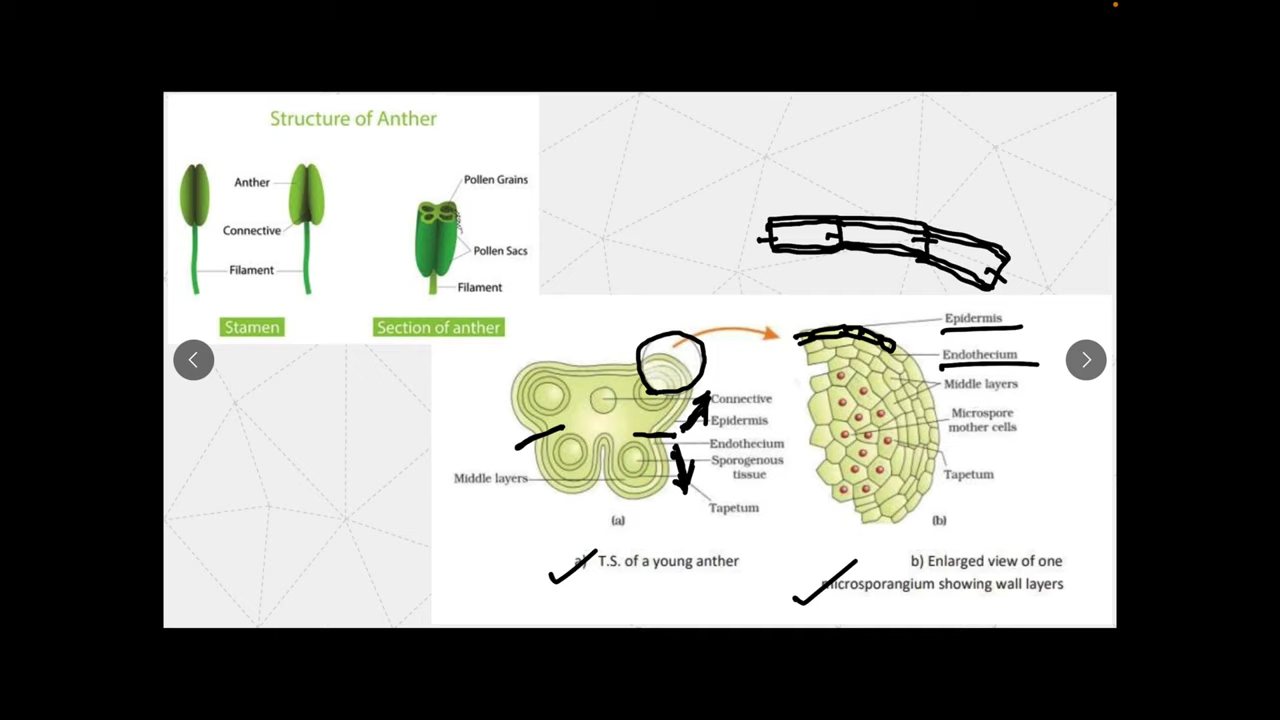 Structure of Anther
Anther
Connective
Filament
Stamen
Pollen Grains
Pollen Sacs
Filament
Section of anther
Connective
Epidermis
Endothecium
Sporogenous
tissue
Middle layers
Tapetum
(a)
Epidermis
Endothecium
Middle layers
Microspore
mother cells
Tapetum
(b)
a) T.S. of a young anther
b) Enlarged view of one
microsporangium showing wall layers